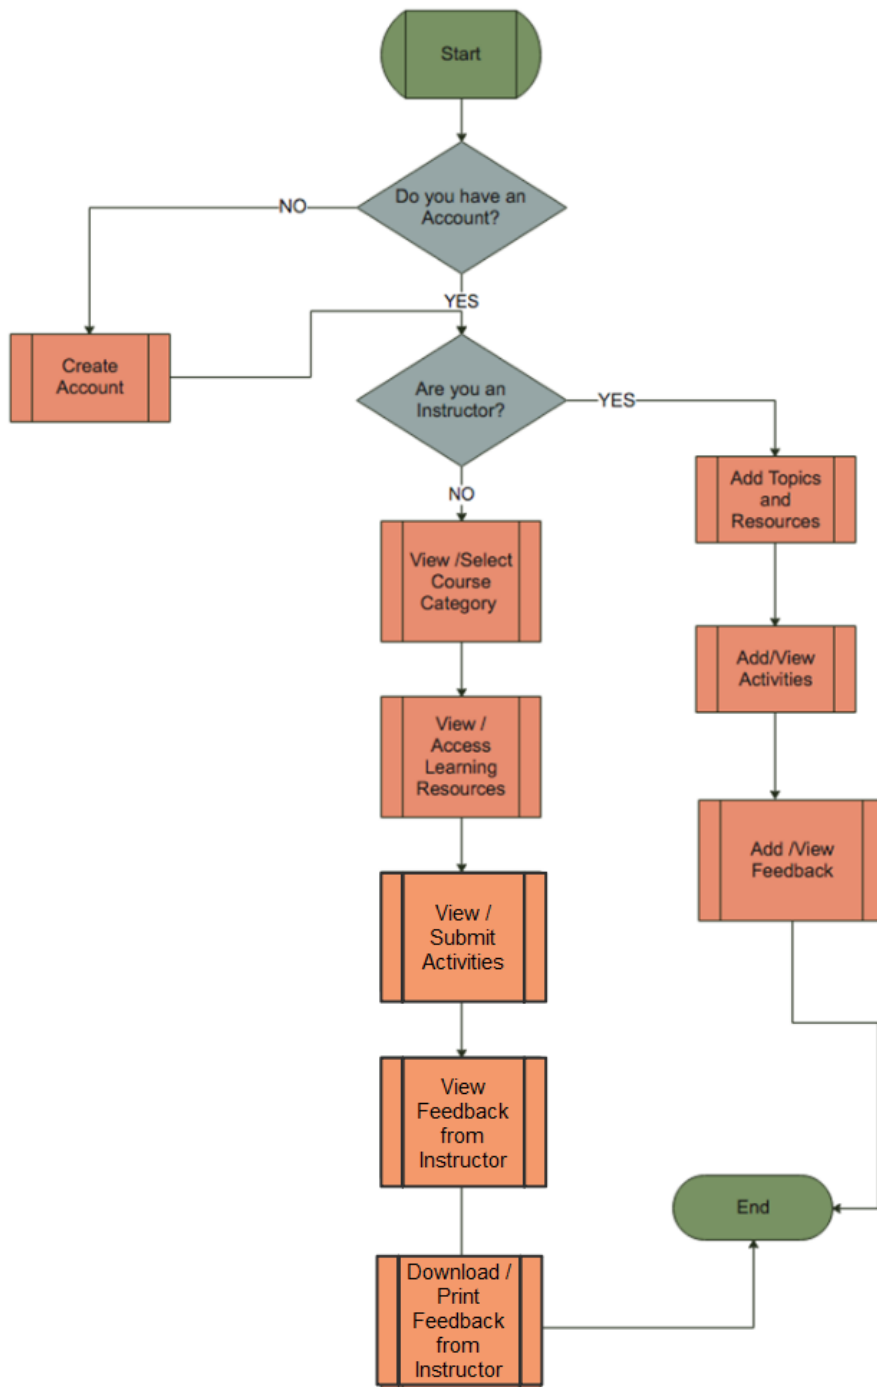 Start
Do you have an
Account?
NO
YES
Create
Account
Are you an
Instructor?
YES
NO
Add Topics
and
Resources
View /Select
Course
Category
Add/View
Activities
View /
Access
Learning
Resources
Add /View
Feedback
View /
Submit
Activities
View
Feedback
from
Instructor
End
Download /
Print
Feedback
from
Instructor